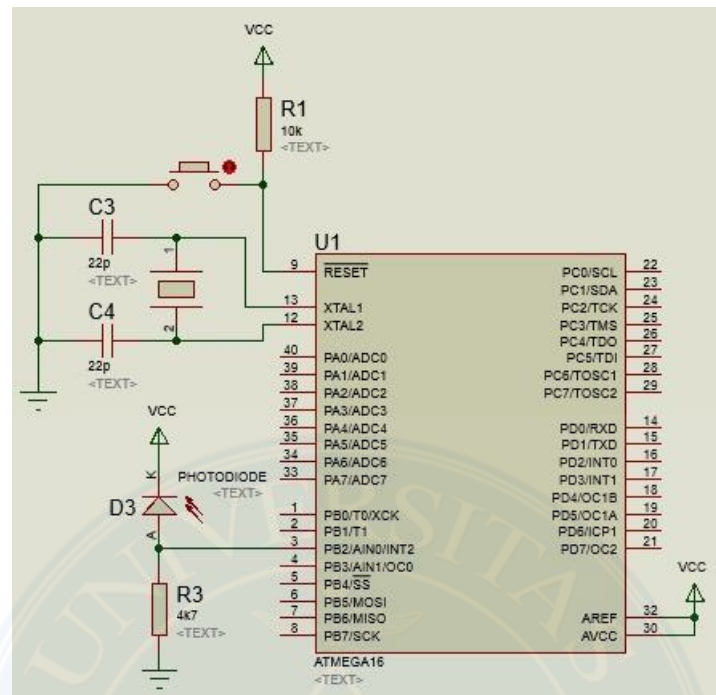 VCC
R1
10k
<TEXT>
C3
22p
<TEXT>
1
2
C4
22p
<TEXT>
U1
9 RESET
13 XTAL1
12 XTAL2
40 PA0/ADC0
39 PA1/ADC1
38 PA2/ADC2
37 PA3/ADC3
36 PA4/ADC4
35 PA5/ADC5
34 PA6/ADC6
33 PA7/ADC7
1 PB0/T0/XCK
2 PB1/T1
3 PB2/AIN0/INT2
4 PB3/AIN1/OC0
5 PB4/SS
6 PB5/MOSI
7 PB6/MISO
8 PB7/SCK
PC0/SCL 22
PC1/SDA 23
PC2/TCK 24
PC3/TMS 25
PC4/TDO 26
PC5/TDI 27
PC6/TOSC1 28
PC7/TOSC2 29
PD0/RXD 14
PD1/TXD 15
PD2/INT0 16
PD3/INT1 17
PD4/OC1B 18
PD5/OC1A 19
PD6/ICP1 20
PD7/OC2 21
AREF 32
AVCC 30
ATMEGA16
<TEXT>
VCC
VCC
K
PHOTODIODE
<TEXT>
D3
A
R3
4k7
<TEXT>
UNIVERSITAS